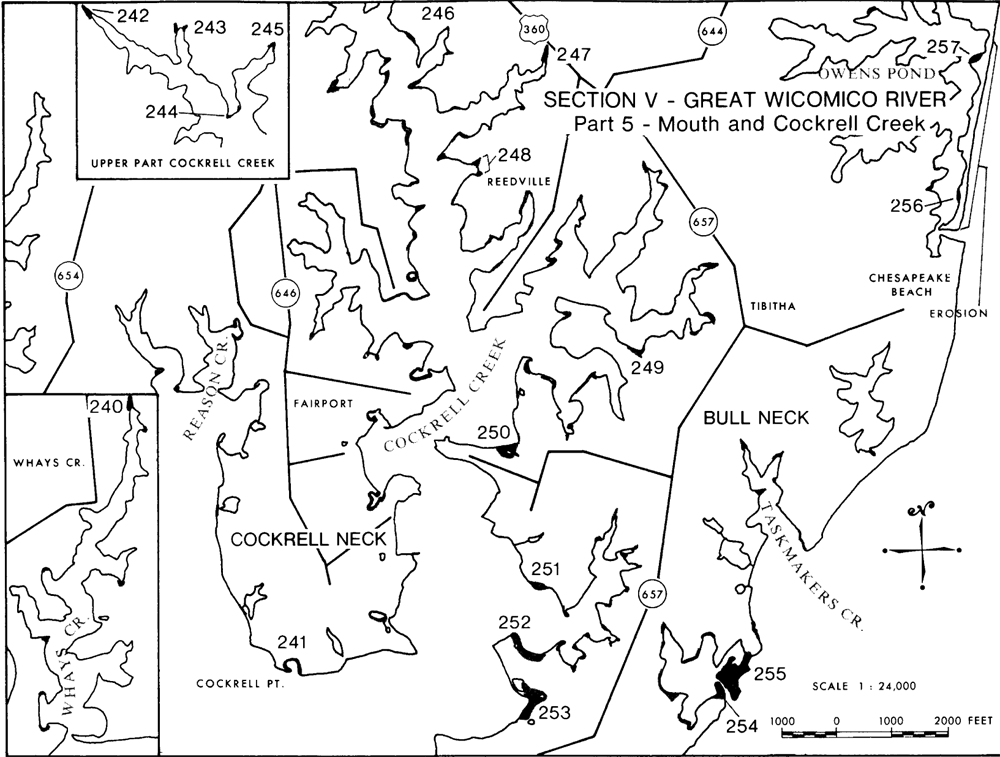 242
243
245
244
UPPER PART COCKRELL CREEK
246
360
247
644
257
OWENS POND
SECTION V - GREAT WICOMICO RIVER
Part 5 - Mouth and Cockrell Creek
248
REEDVILLE
256
657
654
646
CHESAPEAKE
BEACH
EROSION
TIBITHA
REASON CR.
249
FAIRPORT
COCKRELL CREEK
240
BULL NECK
250
WHAYS CR.
N
COCKRELL NECK
TASKMAKERS CR.
251
657
252
WHAYS CR.
241
COCKRELL PT.
255
253
254
SCALE 1 : 24,000
1000 0 1000 2000 FEET